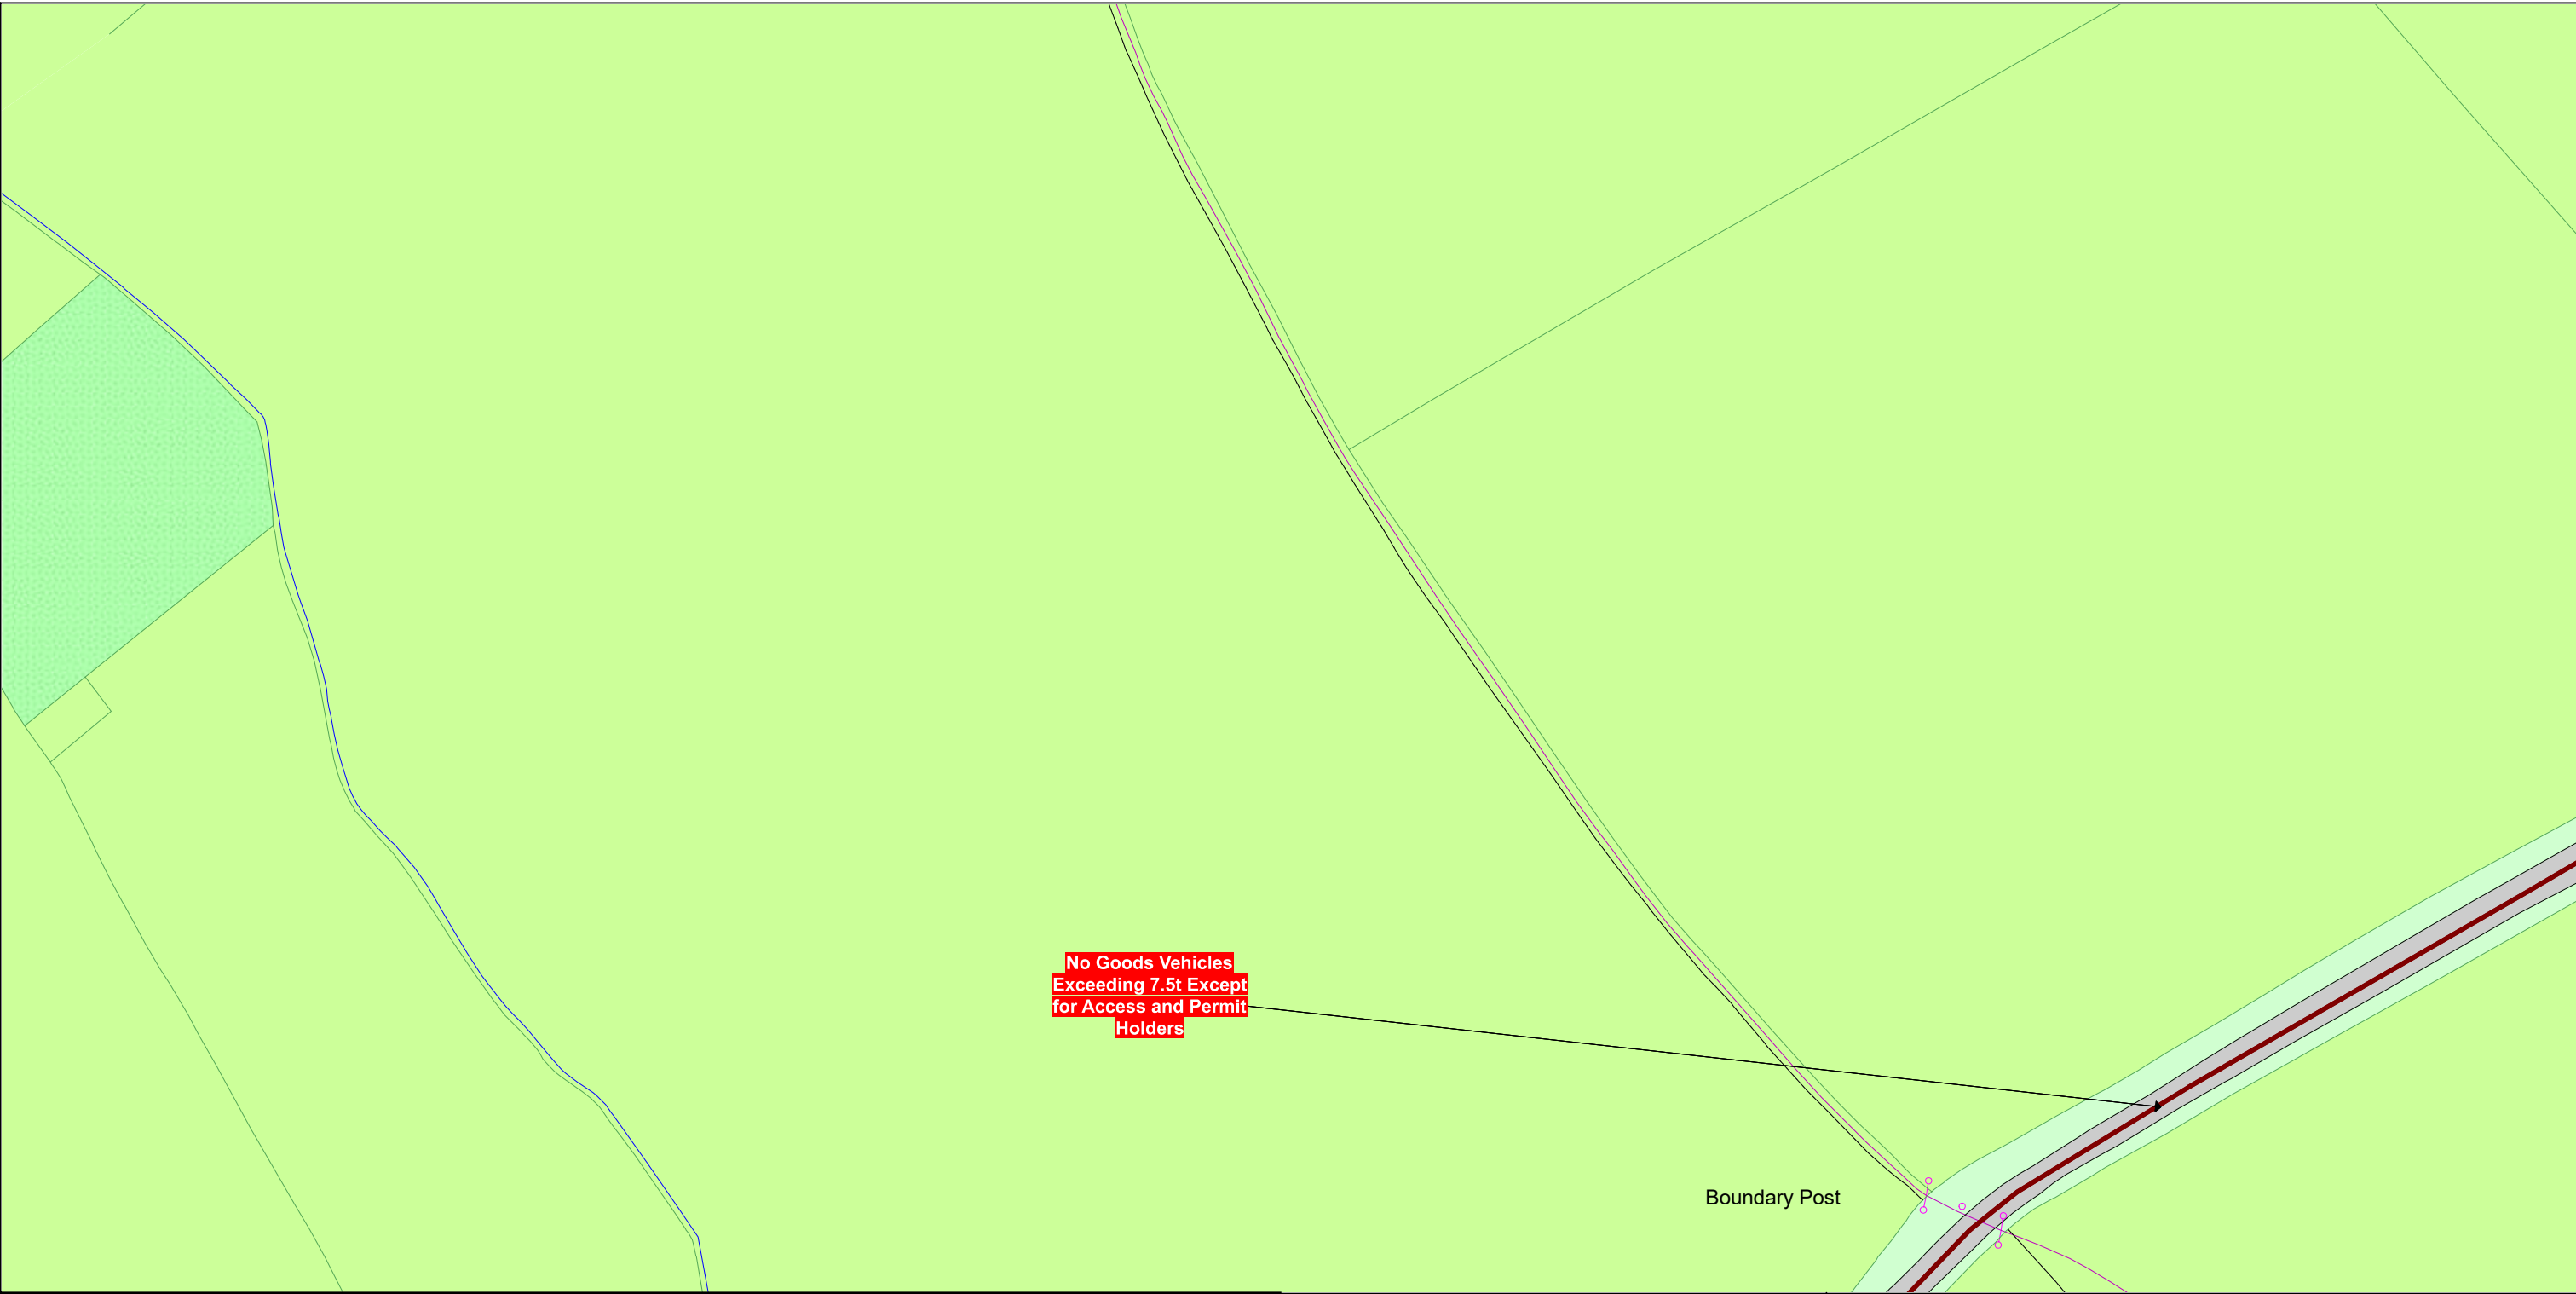 No Goods Vehicles
Exceeding 7.5t Except
for Access and Permit
Holders
Boundary Post